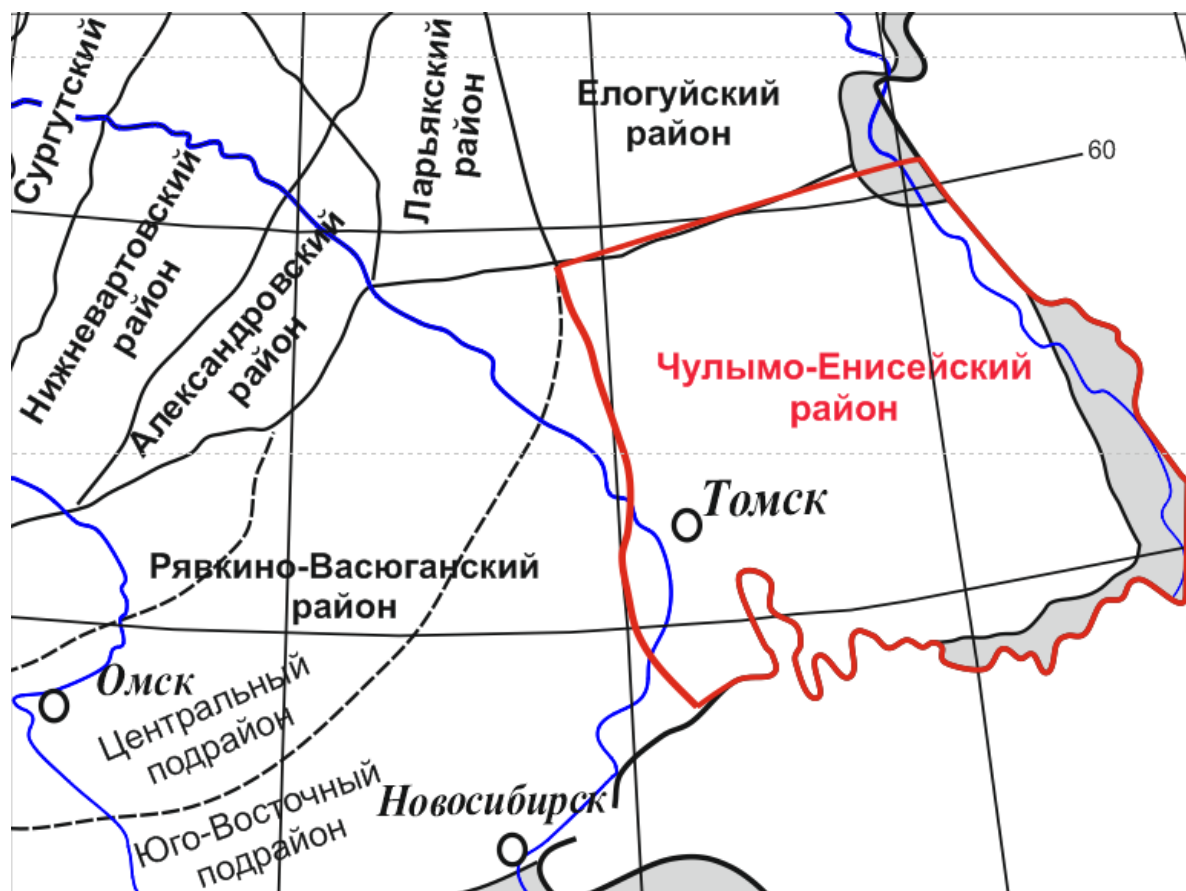 Сургутский
Ларьякский
район
Елогуйский
район
60
Нижневартовский
район
Александровский
район
Чулымо-Енисейский
район
Томск
Рявкино-Васюганский
район
Омск
Центральный
подрайон
Новосибирск
Юго-Восточный
подрайон